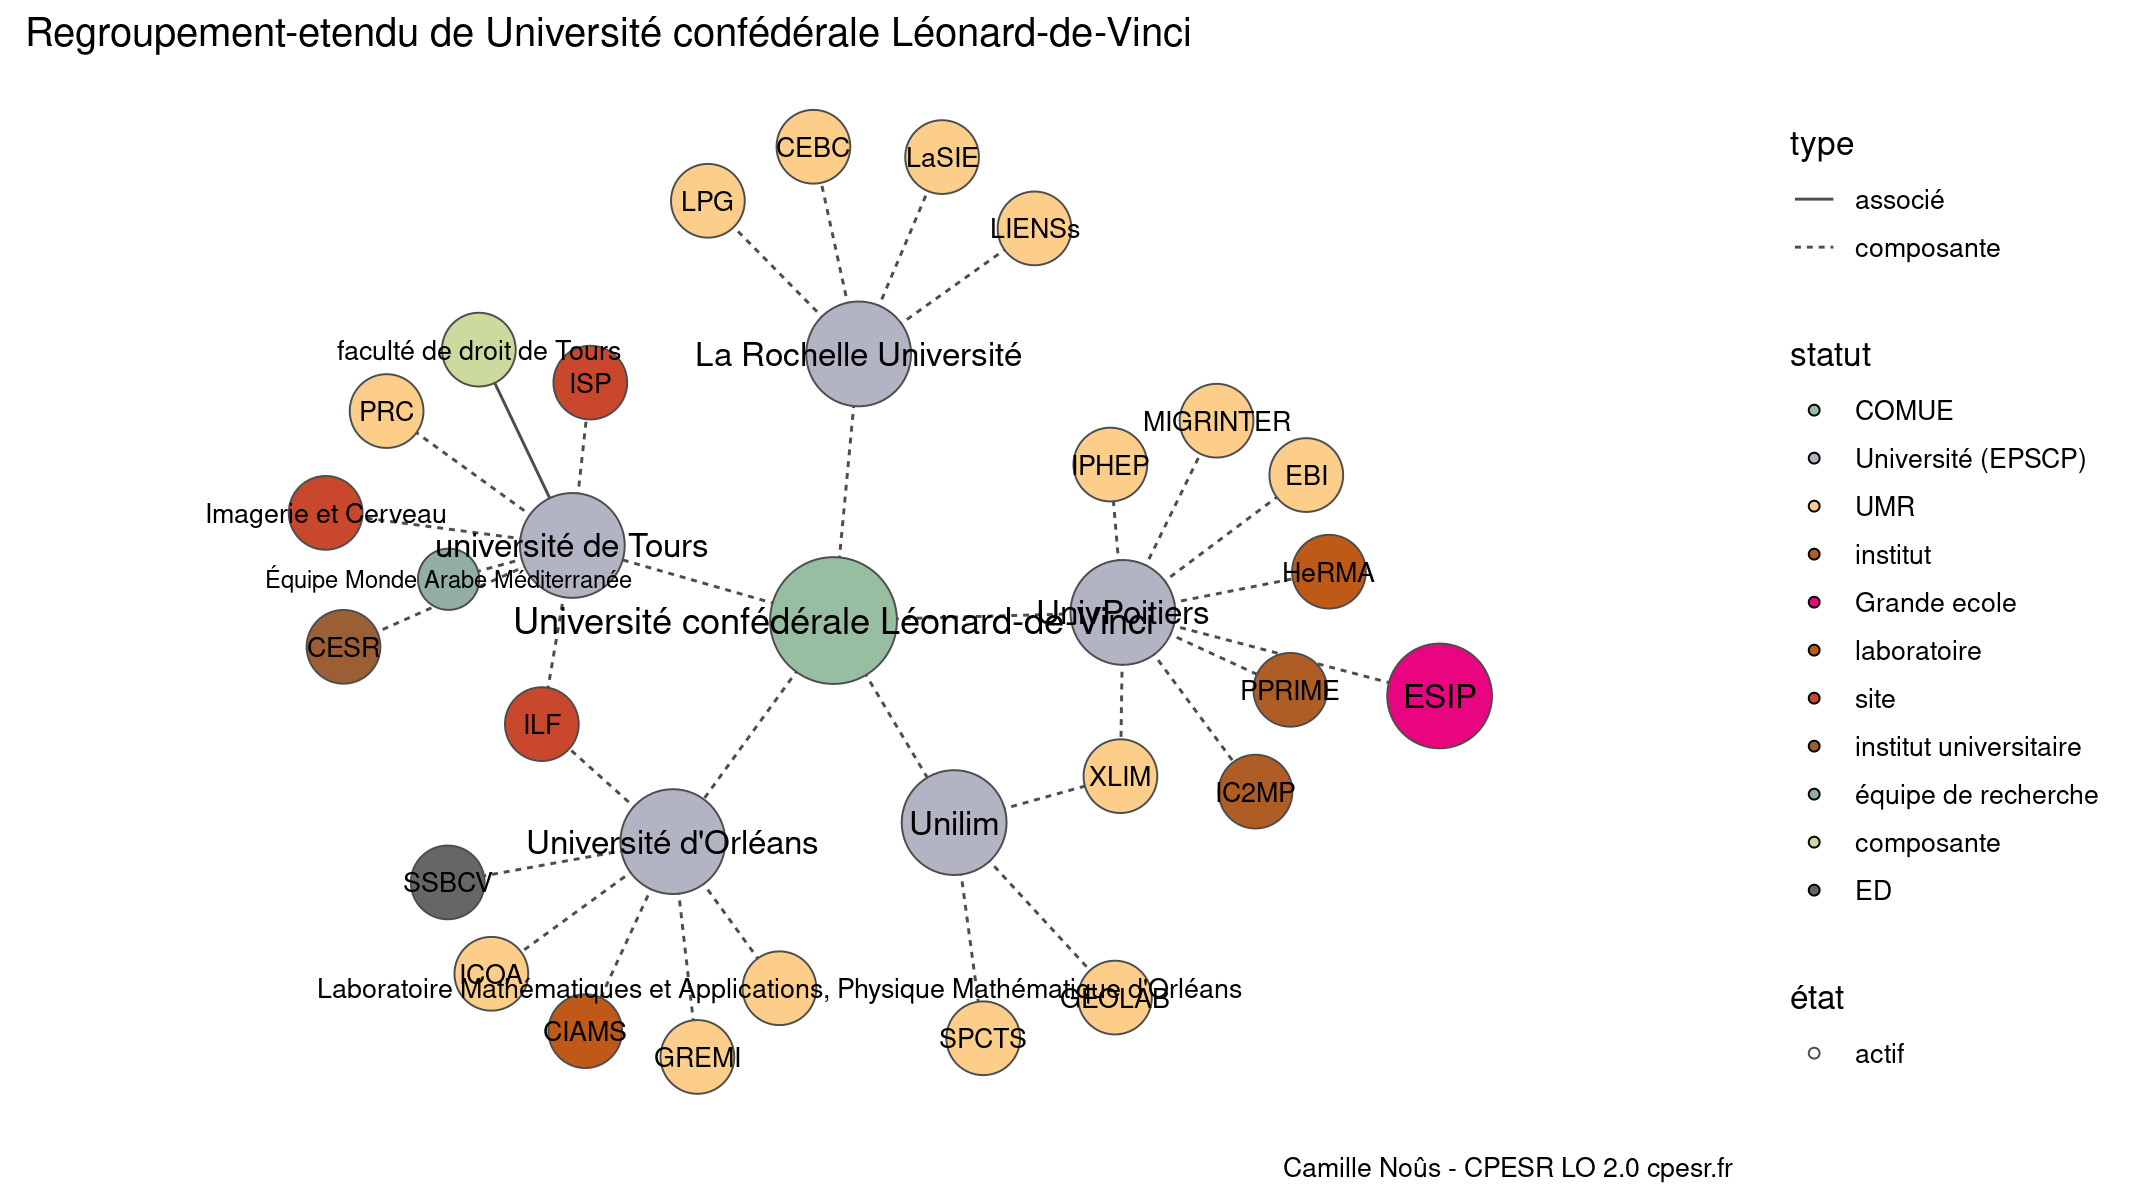 Regroupement-etendu de Université confédérale Léonard-de-Vinci
CEBC
LaSIE
LPG
LIENSs
La Rochelle Université
faculté de droit de Tours
ISP
PRC
Imagerie et Cerveau
université de Tours
Équipe Monde Arabe Méditerranée
CESR
ILF
Université confédérale Léonard-de-Vinci
MIGRINTER
IPHEP
EBI
HeRMA
UnivPoitiers
PPRIME
ESIP
XLIM
IC2MP
Unilim
Université d'Orléans
SSBCV
ICOA
Laboratoire Mathématiques et Applications, Physique Mathématique d'Orléans
GEOLAB
CIAMS
GREMI
SPCTS
type
associé
composante
statut
COMUE
Université (EPSCP)
UMR
institut
Grande ecole
laboratoire
site
institut universitaire
équipe de recherche
composante
ED
état
actif
Camille Noûs - CPESR LO 2.0 cpesr.fr